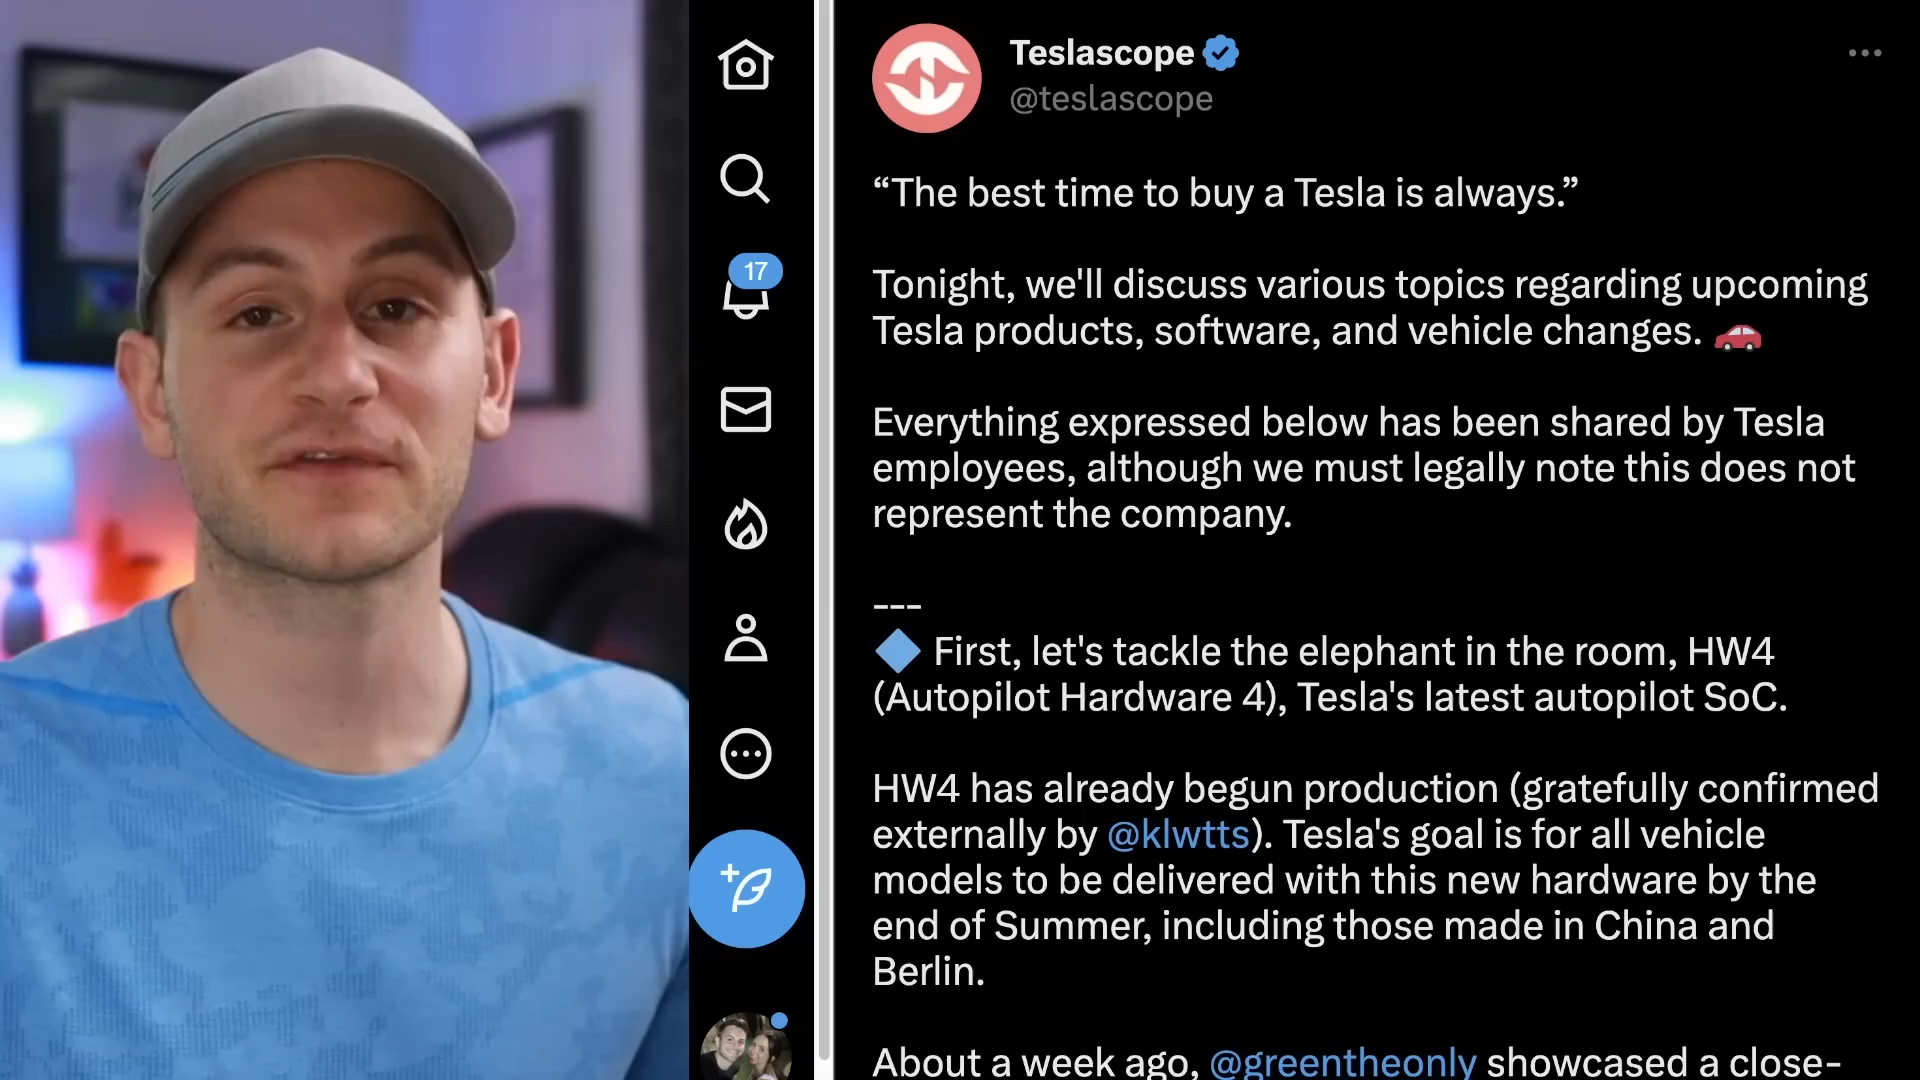 17
Teslascope
@teslascope
“The best time to buy a Tesla is always.”
Tonight, we'll discuss various topics regarding upcoming
Tesla products, software, and vehicle changes.
Everything expressed below has been shared by Tesla
employees, although we must legally note this does not
represent the company.
---
First, let's tackle the elephant in the room, HW4
(Autopilot Hardware 4), Tesla's latest autopilot SoC.
HW4 has already begun production (gratefully confirmed
externally by @klwtts). Tesla's goal is for all vehicle
models to be delivered with this new hardware by the
end of Summer, including those made in China and
Berlin.
About a week ago, @greentheonly showcased a close-